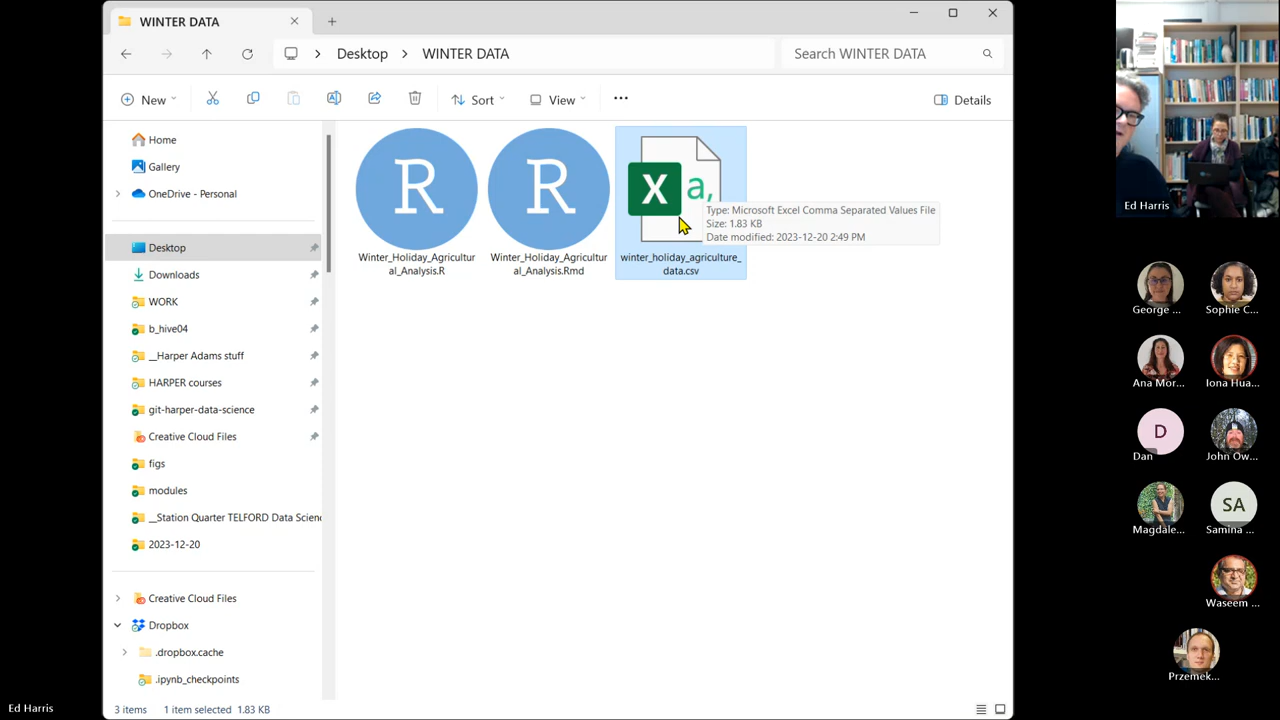 WINTER DATA
Desktop
WINTER DATA
Search WINTER DATA
New
Sort
View
Details
Home
Gallery
OneDrive - Personal
Desktop
Downloads
WORK
b_hive04
__Harper Adams stuff
HARPER courses
git-harper-data-science
Creative Cloud Files
figs
modules
__Station Quarter TELFORD Data Scienc
2023-12-20
Creative Cloud Files
Dropbox
.dropbox.cache
.ipynb_checkpoints
R
Winter_Holiday_Agricultur
al_Analysis.R
R
Winter_Holiday_Agricultur
al_Analysis.Rmd
X
a,
winter_holiday_agriculture_
data.csv
Type: Microsoft Excel Comma Separated Values File
Size: 1.83 KB
Date modified: 2023-12-20 2:49 PM
3 items
1 item selected 1.83 KB
Ed Harris
Ed Harris
George ...
Sophie C...
Ana Mor...
Iona Hua...
D
Dan
John Ow...
Magdale...
SA
Samina ...
Waseem ...
Przemek...